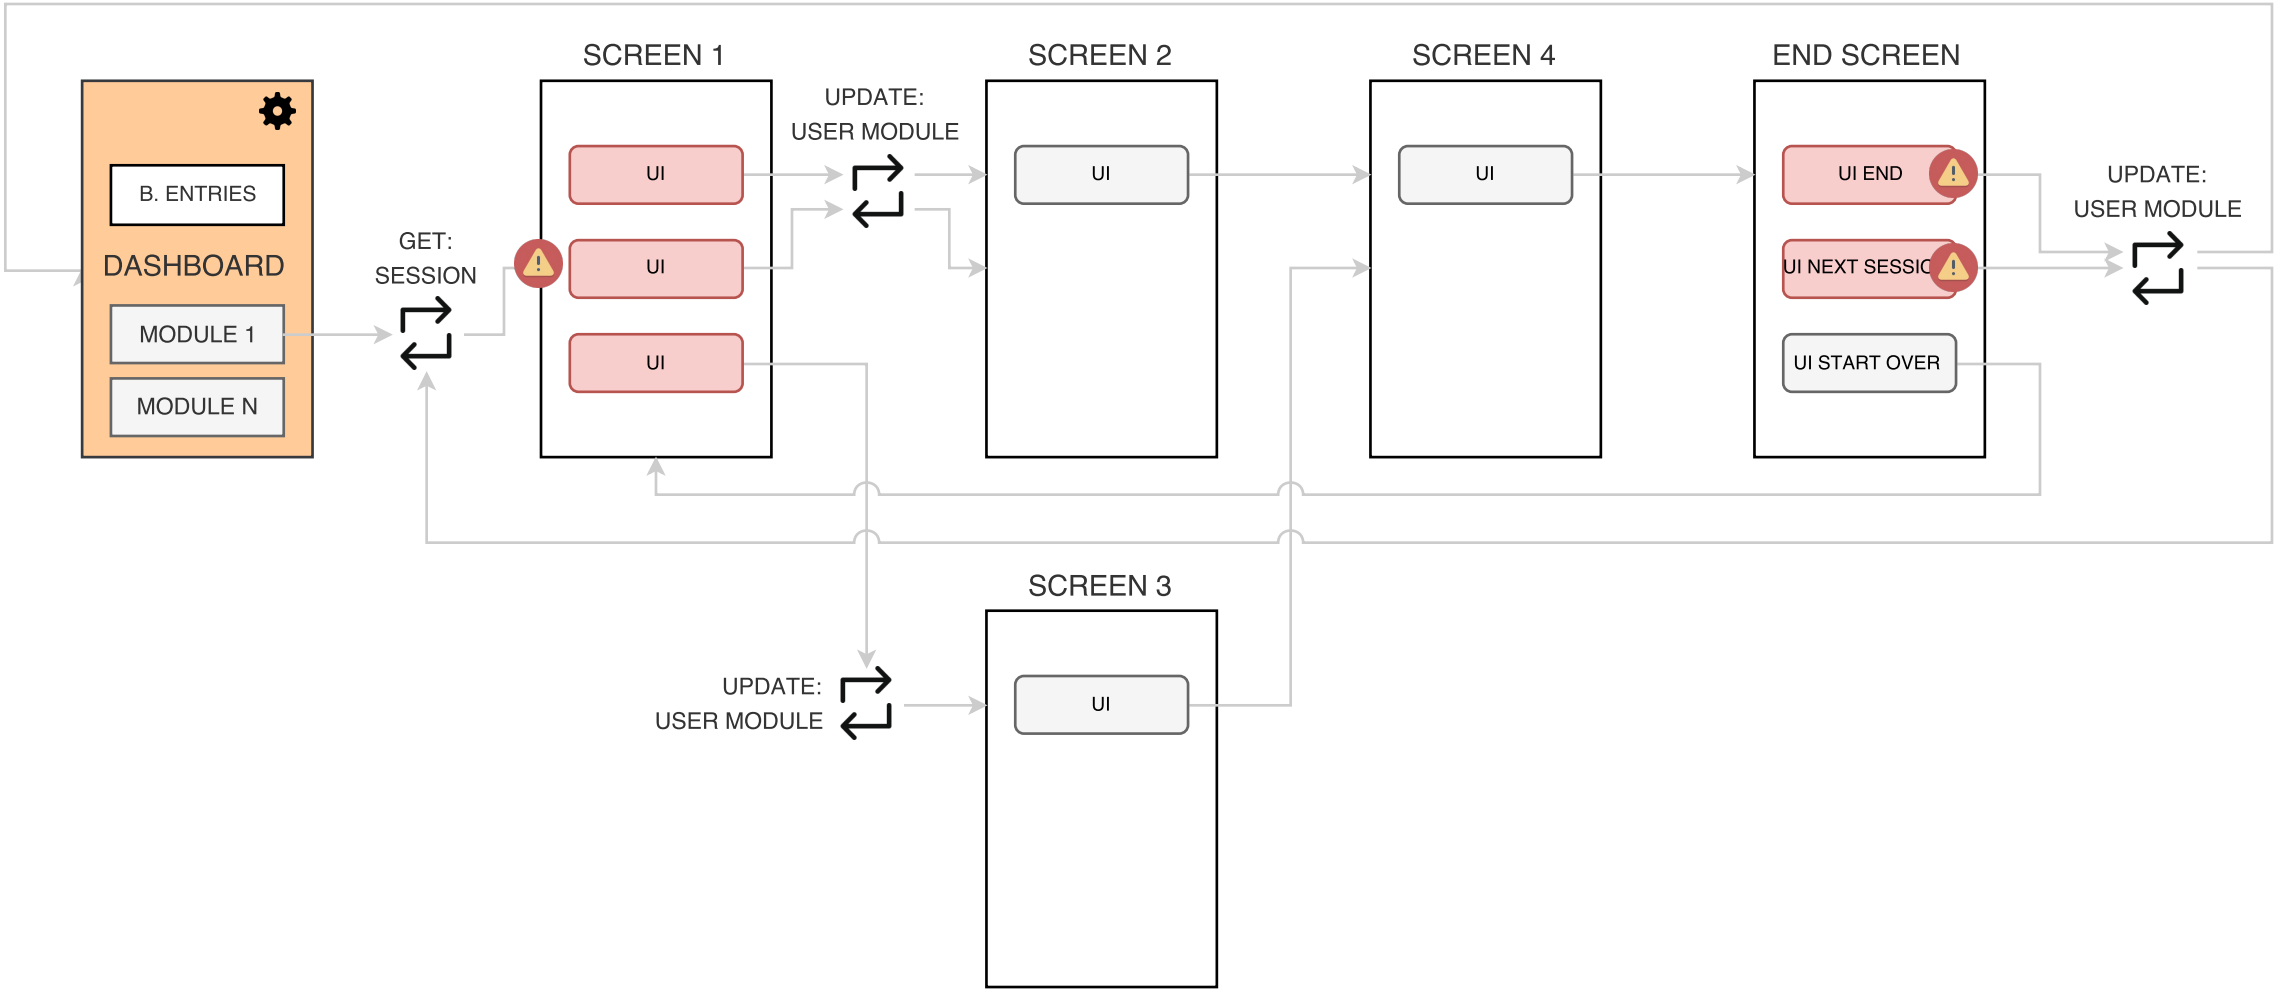 SCREEN 1
SCREEN 2
SCREEN 4
END SCREEN
UPDATE:
USER MODULE
B. ENTRIES
DASHBOARD
MODULE 1
MODULE N
GET:
SESSION
UI
UI
UI
UI
UI
UI END
UI NEXT SESSIO
UI START OVER
UPDATE:
USER MODULE
SCREEN 3
UPDATE:
USER MODULE
UI